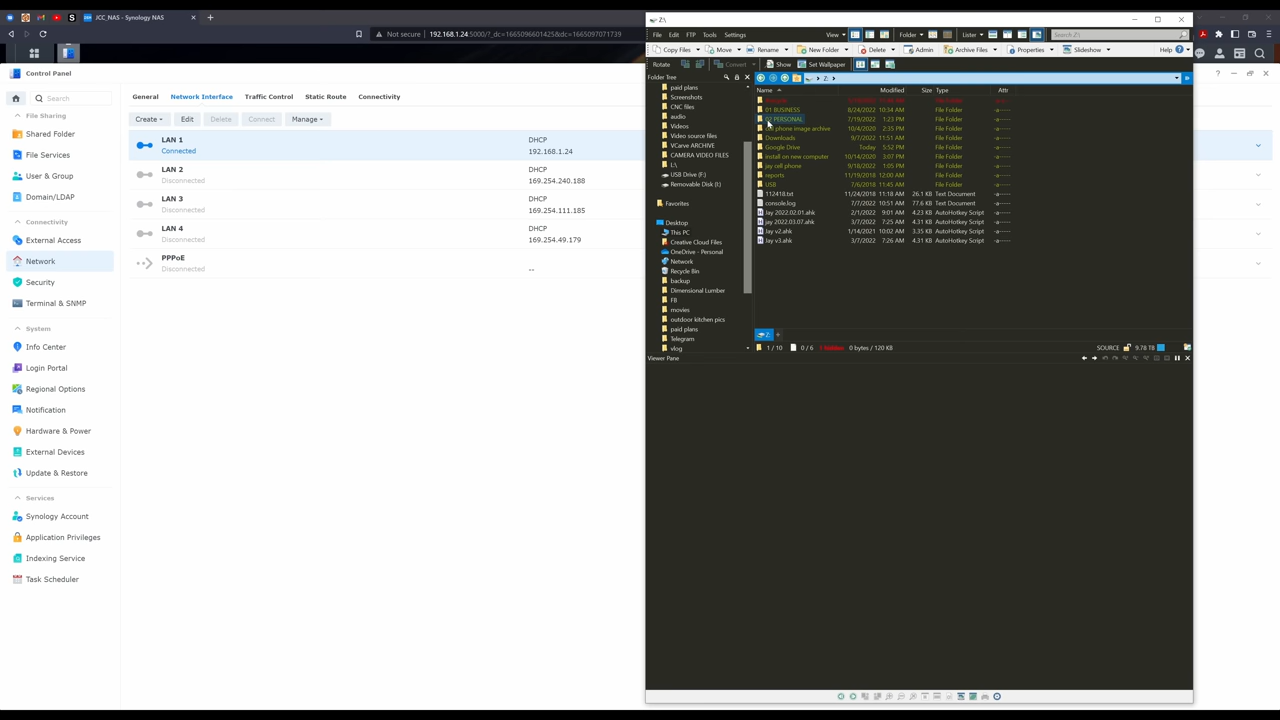 JCC_NAS - Synology NAS
Not secure
192.168.1.24:5000/?_1665096601425&dc=1665097071739
Control Panel
Search
File Sharing
Shared Folder
File Services
User & Group
Domain/LDAP
Connectivity
External Access
Network
Security
Terminal & SNMP
System
Info Center
Login Portal
Regional Options
Notification
Hardware & Power
External Devices
Update & Restore
Services
Synology Account
Application Privileges
Indexing Service
Task Scheduler
General Network Interface Traffic Control Static Route Connectivity
Create Edit Delete Connect Manage
LAN 1 DHCP
Connected 192.168.1.24
LAN 2 DHCP
Disconnected 169.254.240.188
LAN 3 DHCP
Disconnected 169.254.111.185
LAN 4 DHCP
Disconnected 169.254.49.179
PPPoE
Disconnected --
Z:\
File Edit FTP Tools Settings View Folder Lister Search Z:\
Copy Files Move Rename New Folder Delete Admin Archive Files Properties Slideshow Help
Rotate Convert Show Set Wallpaper
Folder Tree
Z:
paid plans
Screenshots
CNC files
audio
Videos
Video source files
VCarve ARCHIVE
CAMERA VIDEO FILES
I:\
USB Drive (F:)
Removable Disk (I:)
Favorites
Desktop
This PC
Creative Cloud Files
OneDrive - Personal
Network
Recycle Bin
backup
Dimensional Lumber
FB
movies
outdoor kitchen pics
paid plans
Telegram
vlog
Name Modified Size Type Attr
01 BUSINESS 8/24/2022 10:34 AM File Folder -a-----
02 PERSONAL 7/19/2022 1:23 PM File Folder -a-----
cell phone image archive 10/4/2020 2:35 PM File Folder -a-----
Downloads 9/7/2022 11:51 AM File Folder -a-----
Google Drive Today 5:52 PM File Folder -a-----
install on new computer 10/14/2020 3:07 PM File Folder -a-----
jay cell phone 9/18/2022 1:05 PM File Folder -a-----
reports 11/19/2018 12:00 AM File Folder -a-----
USB 7/6/2018 11:45 AM File Folder -a-----
112418.txt 11/24/2018 11:18 AM 26.1 KB Text Document -a-----
console.log 7/7/2022 10:51 AM 77.6 KB Text Document -a-----
Jay 2022.02.01.ahk 2/1/2022 9:01 AM 4.23 KB AutoHotkey Script -a-----
jay 2022.03.07.ahk 3/7/2022 7:25 AM 4.31 KB AutoHotkey Script -a-----
Jay v2.ahk 1/14/2021 10:02 AM 3.35 KB AutoHotkey Script -a-----
Jay v3.ahk 3/7/2022 7:26 AM 4.31 KB AutoHotkey Script -a-----
Z:
1 / 10 0 / 6 1 hidden 0 bytes / 120 KB SOURCE 9.78 TB
Viewer Pane